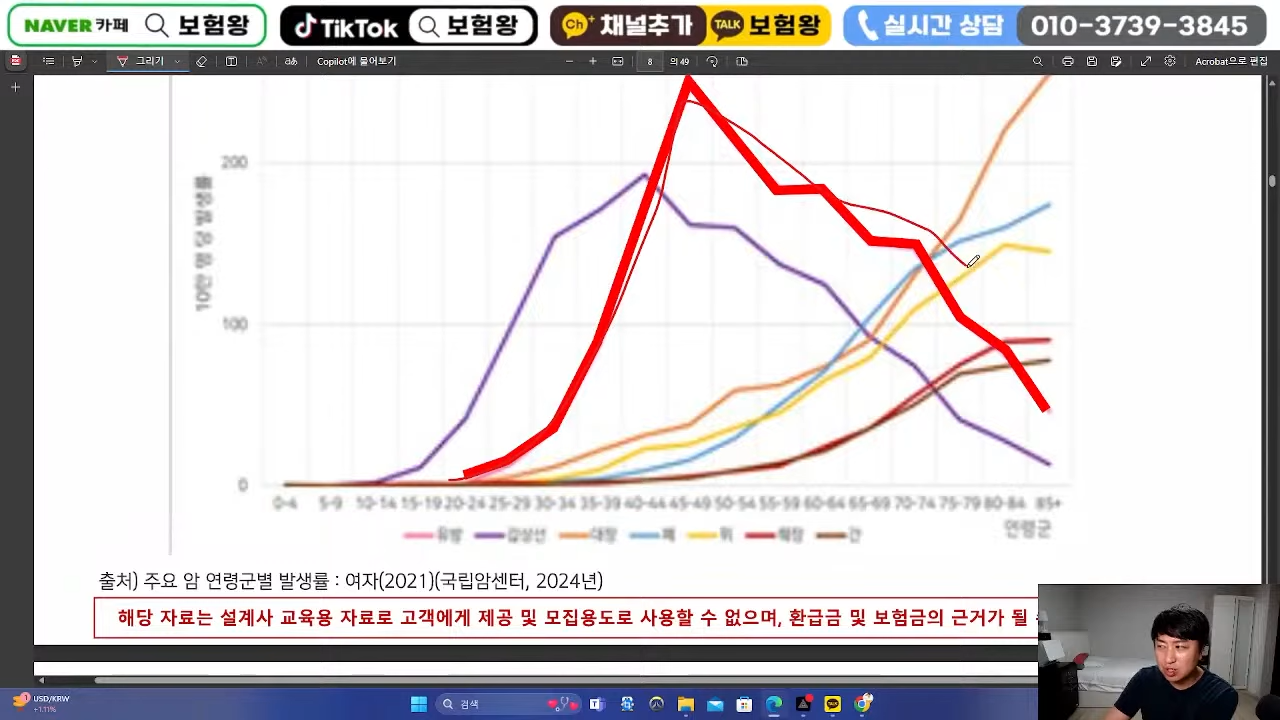 NAVER 카페 보험왕
TikTok 보험왕
Ch+ 채널추가 TALK 보험왕
실시간 상담 010-3739-3845
그리기 Copilot에 물어보기 8 의 49 Acrobat으로 편집
200
100
0
10만 명 당 발생률
0-4 5-9 10-14 15-19 20-24 25-29 30-34 35-39 40-44 45-49 50-54 55-59 60-64 65-69 70-74 75-79 80-84 85+
연령군
유방 갑상선 대장 폐 위 췌장 간
출처) 주요 암 연령군별 발생률 : 여자(2021)(국립암센터, 2024년)
해당 자료는 설계사 교육용 자료로 고객에게 제공 및 모집용도로 사용할 수 없으며, 환급금 및 보험금의 근거가 될
USD/KRW
+1.11%
검색